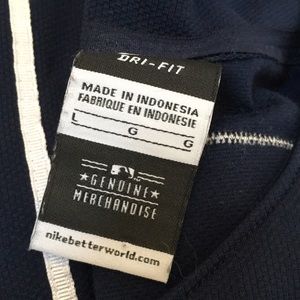 DRI-FIT
MADE IN INDONESIA
FABRIQUE EN INDONESIE
L G G
GENUINE
MERCHANDISE
nikebetterworld.com